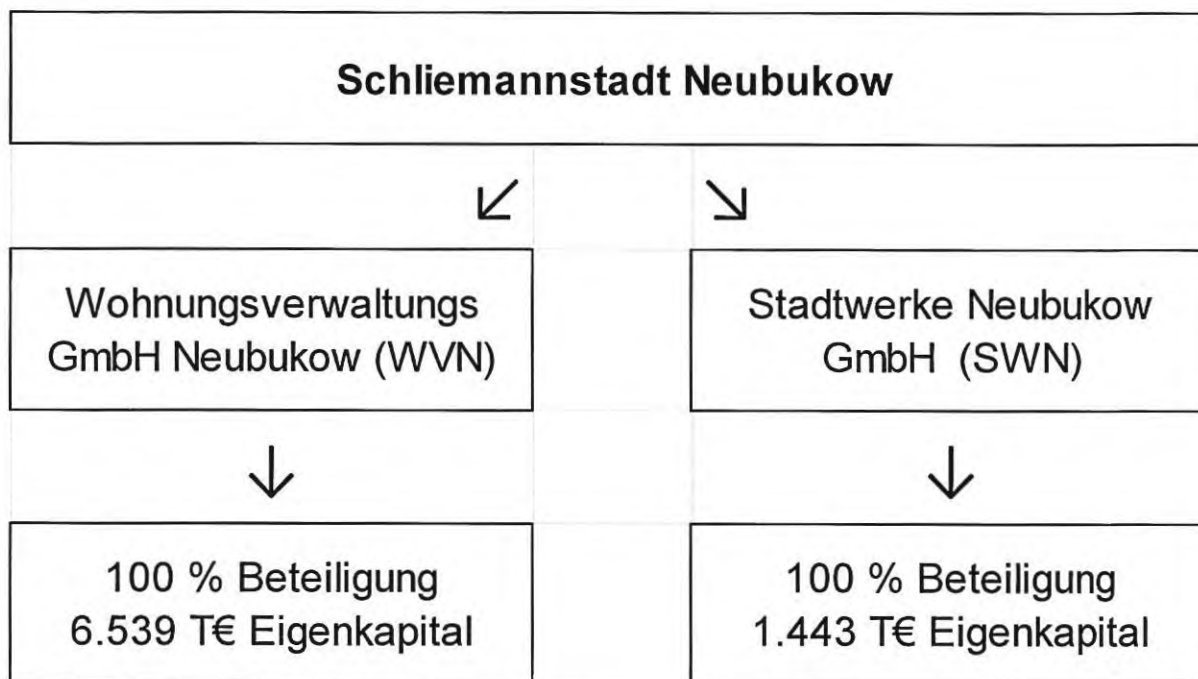 Schliemannstadt Neubukow
Wohnungsverwaltungs
GmbH Neubukow (WVN)
Stadtwerke Neubukow
GmbH (SWN)
100 % Beteiligung
6.539 T€ Eigenkapital
100 % Beteiligung
1.443 T€ Eigenkapital